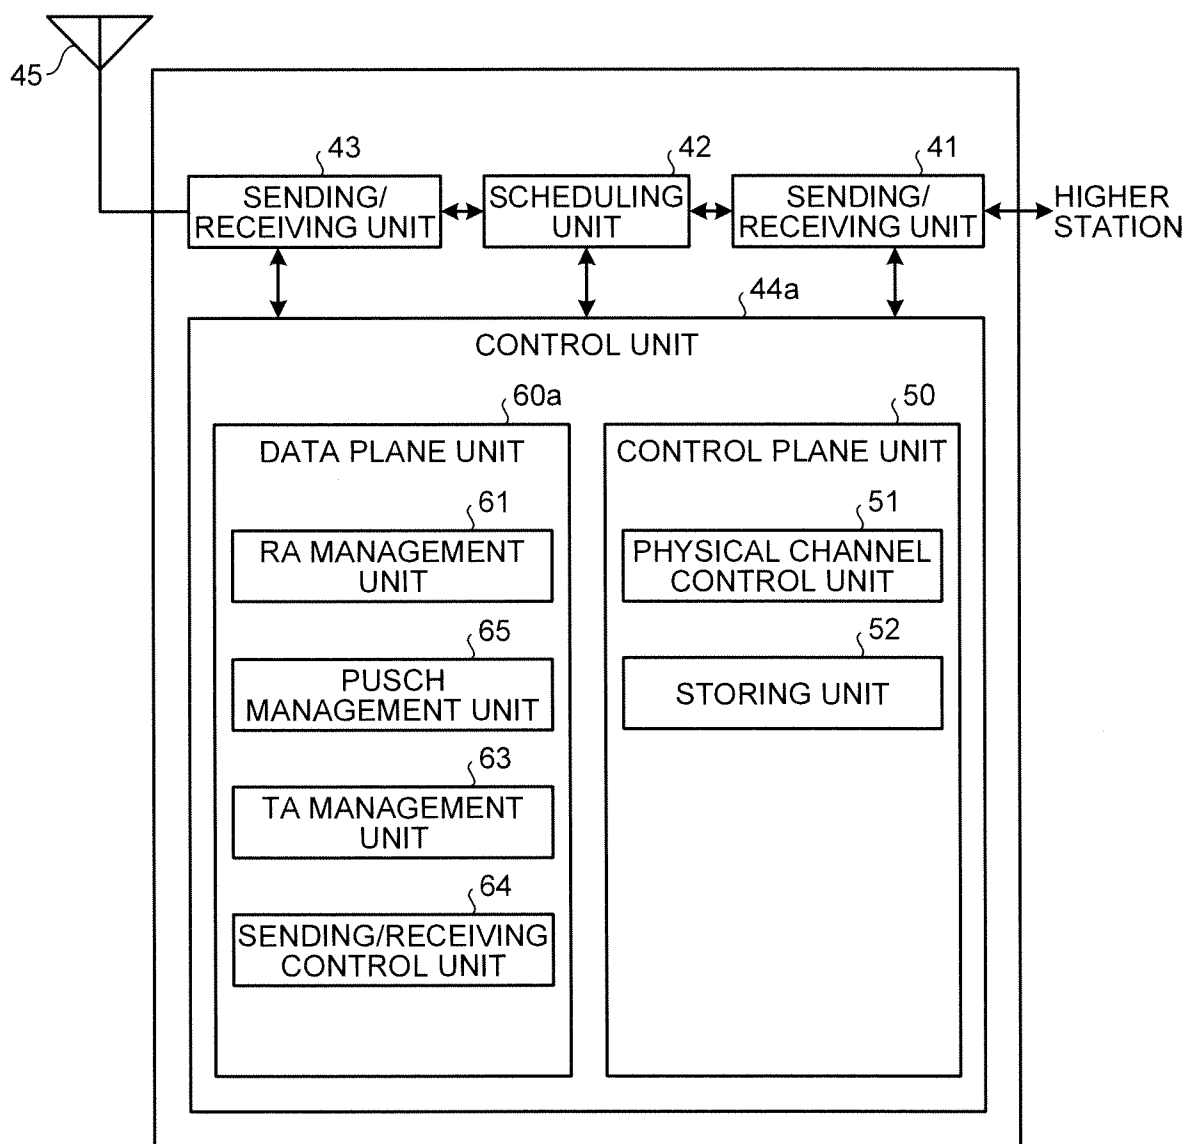 45
43
42
41
SENDING/
RECEIVING UNIT
SCHEDULING
UNIT
SENDING/
RECEIVING UNIT
HIGHER
STATION
44a
CONTROL UNIT
60a
DATA PLANE UNIT
61
RA MANAGEMENT
UNIT
65
PUSCH
MANAGEMENT UNIT
63
TA MANAGEMENT
UNIT
64
SENDING/RECEIVING
CONTROL UNIT
50
CONTROL PLANE UNIT
51
PHYSICAL CHANNEL
CONTROL UNIT
52
STORING UNIT